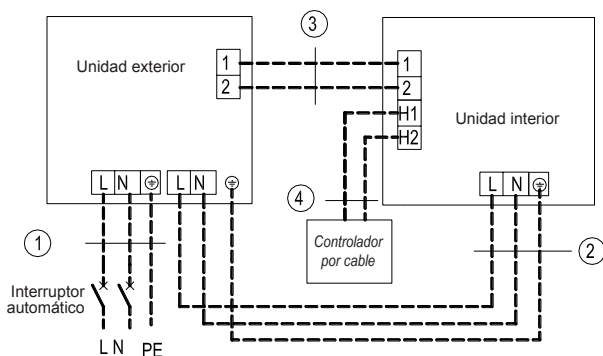 3
Unidad exterior
1
2
1
2
H1
H2
Unidad interior
L N
L N
L N
4
1
Controlador
por cable
2
Interruptor
automático
L N PE